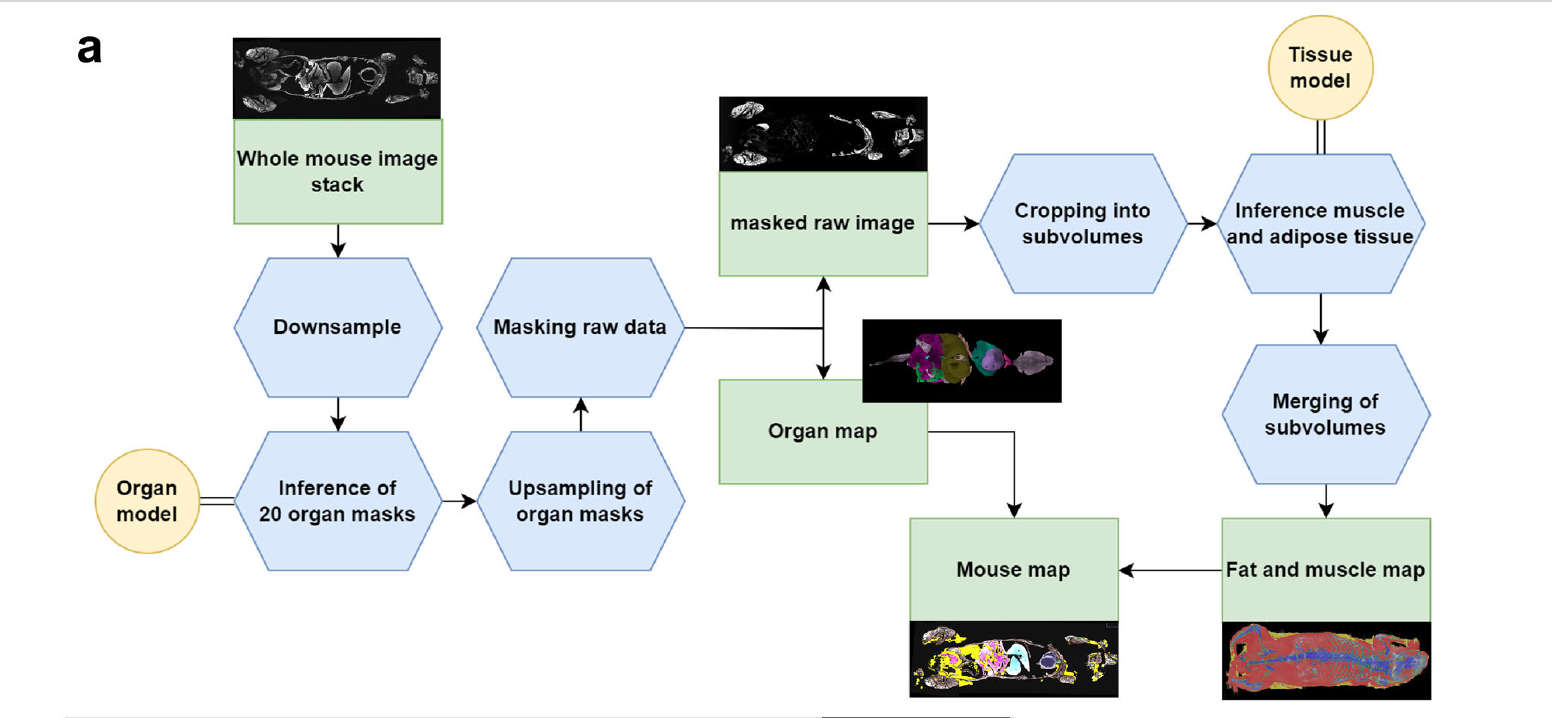 a
Whole mouse image
stack
Downsample
Organ
model
Inference of
20 organ masks
Upsampling of
organ masks
Masking raw data
masked raw image
Organ map
Cropping into
subvolumes
Tissue
model
Inference muscle
and adipose tissue
Merging of
subvolumes
Fat and muscle map
Mouse map